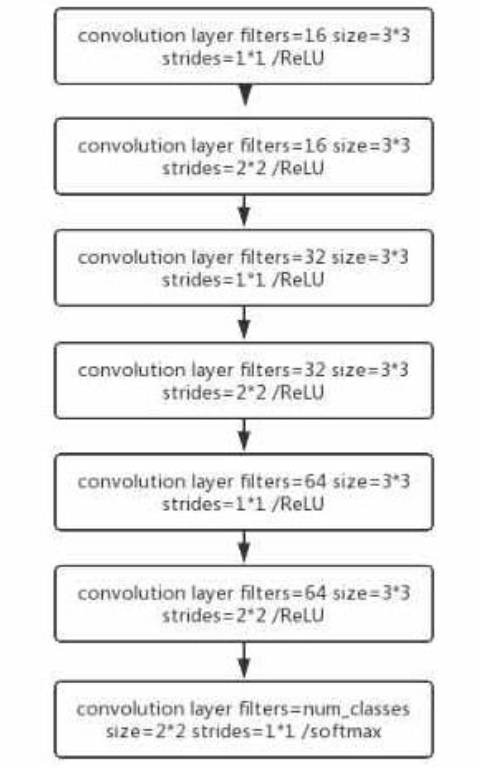 convolution layer filters=16 size=3*3
strides=1*1 /ReLU
convolution layer filters=16 size=3*3
strides=2*2 /ReLU
convolution layer filters=32 size=3*3
strides=1*1 /ReLU
convolution layer filters=32 size=3*3
strides=2*2 /ReLU
convolution layer filters=64 size=3*3
strides=1*1 /ReLU
convolution layer filters=64 size=3*3
strides=2*2 /ReLU
convolution layer filters=num_classes
size=2*2 strides=1*1 /softmax